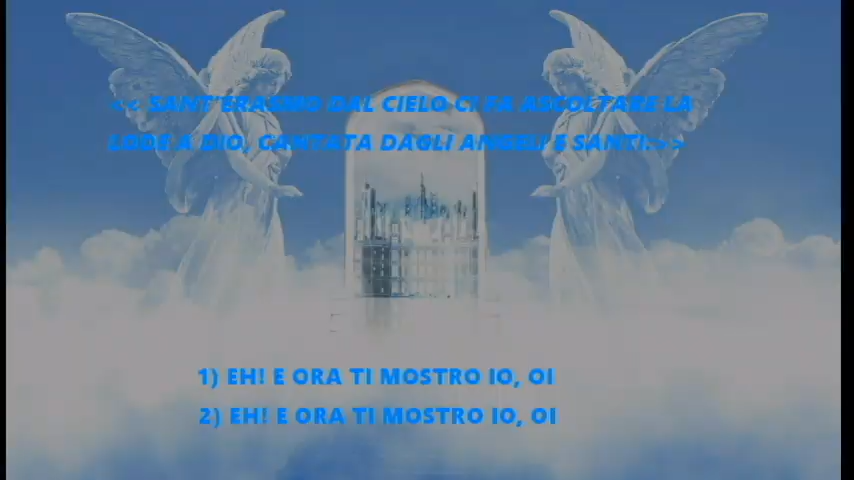 << SANT'ERASMO DAL CIELO CI FA ASCOLTARE LA
LODE A DIO, CANTATA DAGLI ANGELI E SANTI.>>
1) EH! E ORA TI MOSTRO IO, OI
2) EH! E ORA TI MOSTRO IO, OI